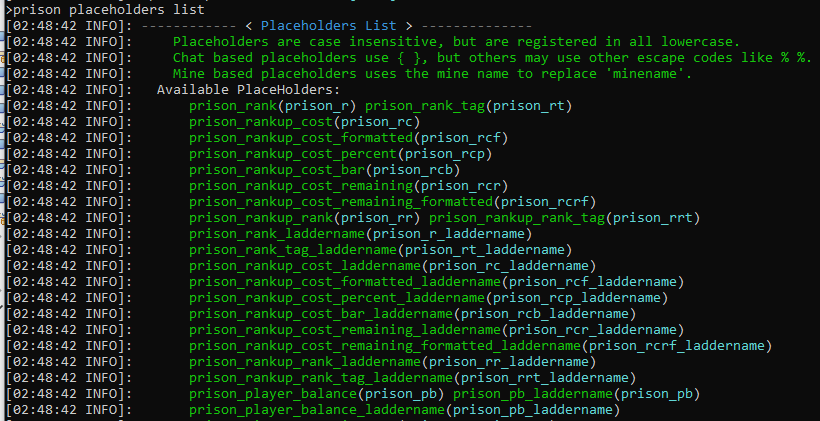 >prison placeholders list
[02:48:42 INFO]: ------------ < Placeholders List > --------------
[02:48:42 INFO]:     Placeholders are case insensitive, but are registered in all lowercase.
[02:48:42 INFO]:     Chat based placeholders use { }, but others may use other escape codes like % %.
[02:48:42 INFO]:     Mine based placeholders uses the mine name to replace 'minename'.
[02:48:42 INFO]:   Available PlaceHolders:
[02:48:42 INFO]:       prison_rank(prison_r) prison_rank_tag(prison_rt)
[02:48:42 INFO]:       prison_rankup_cost(prison_rc)
[02:48:42 INFO]:       prison_rankup_cost_formatted(prison_rcf)
[02:48:42 INFO]:       prison_rankup_cost_percent(prison_rcp)
[02:48:42 INFO]:       prison_rankup_cost_bar(prison_rcb)
[02:48:42 INFO]:       prison_rankup_cost_remaining(prison_rcr)
[02:48:42 INFO]:       prison_rankup_cost_remaining_formatted(prison_rcrf)
[02:48:42 INFO]:       prison_rankup_rank(prison_rr) prison_rankup_rank_tag(prison_rrt)
[02:48:42 INFO]:       prison_rank_laddername(prison_r_laddername)
[02:48:42 INFO]:       prison_rank_tag_laddername(prison_rt_laddername)
[02:48:42 INFO]:       prison_rankup_cost_laddername(prison_rc_laddername)
[02:48:42 INFO]:       prison_rankup_cost_formatted_laddername(prison_rcf_laddername)
[02:48:42 INFO]:       prison_rankup_cost_percent_laddername(prison_rcp_laddername)
[02:48:42 INFO]:       prison_rankup_cost_bar_laddername(prison_rcb_laddername)
[02:48:42 INFO]:       prison_rankup_cost_remaining_laddername(prison_rcr_laddername)
[02:48:42 INFO]:       prison_rankup_cost_remaining_formatted_laddername(prison_rcrf_laddername)
[02:48:42 INFO]:       prison_rankup_rank_laddername(prison_rr_laddername)
[02:48:42 INFO]:       prison_rankup_rank_tag_laddername(prison_rrt_laddername)
[02:48:42 INFO]:       prison_player_balance(prison_pb) prison_pb_laddername(prison_pb)
[02:48:42 INFO]:       prison_player_balance_laddername(prison_pb_laddername)